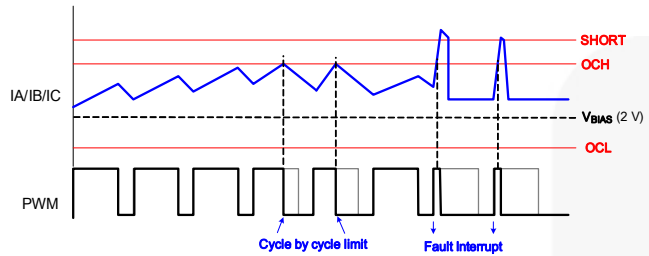 SHORT
OCH
IA/IB/IC
VBIAS (2 V)
OCL
PWM
Cycle by cycle limit
Fault Interrupt